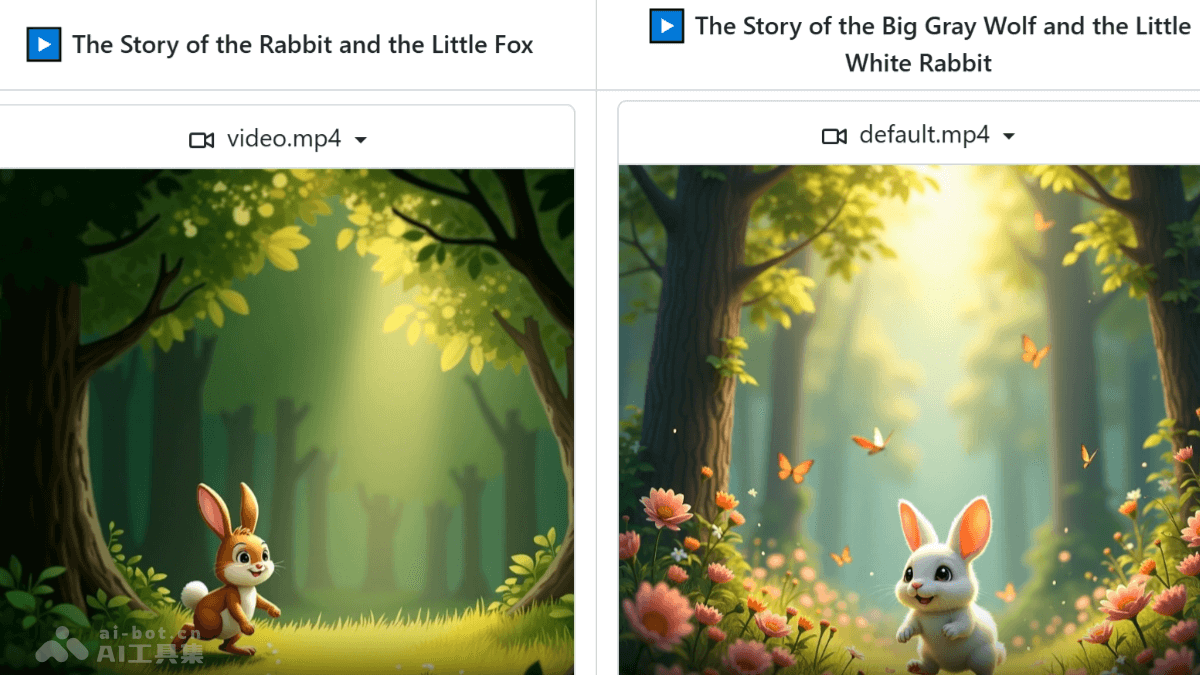 The Story of the Rabbit and the Little Fox
The Story of the Big Gray Wolf and the Little
White Rabbit
video.mp4
default.mp4
ai-bot.cn
AI工具集